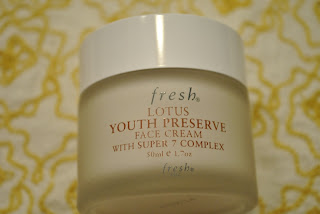 fresh®
LOTUS
YOUTH PRESERVE
FACE CREAM
WITH SUPER 7 COMPLEX
50ml ℮ 1.7oz
fresh®